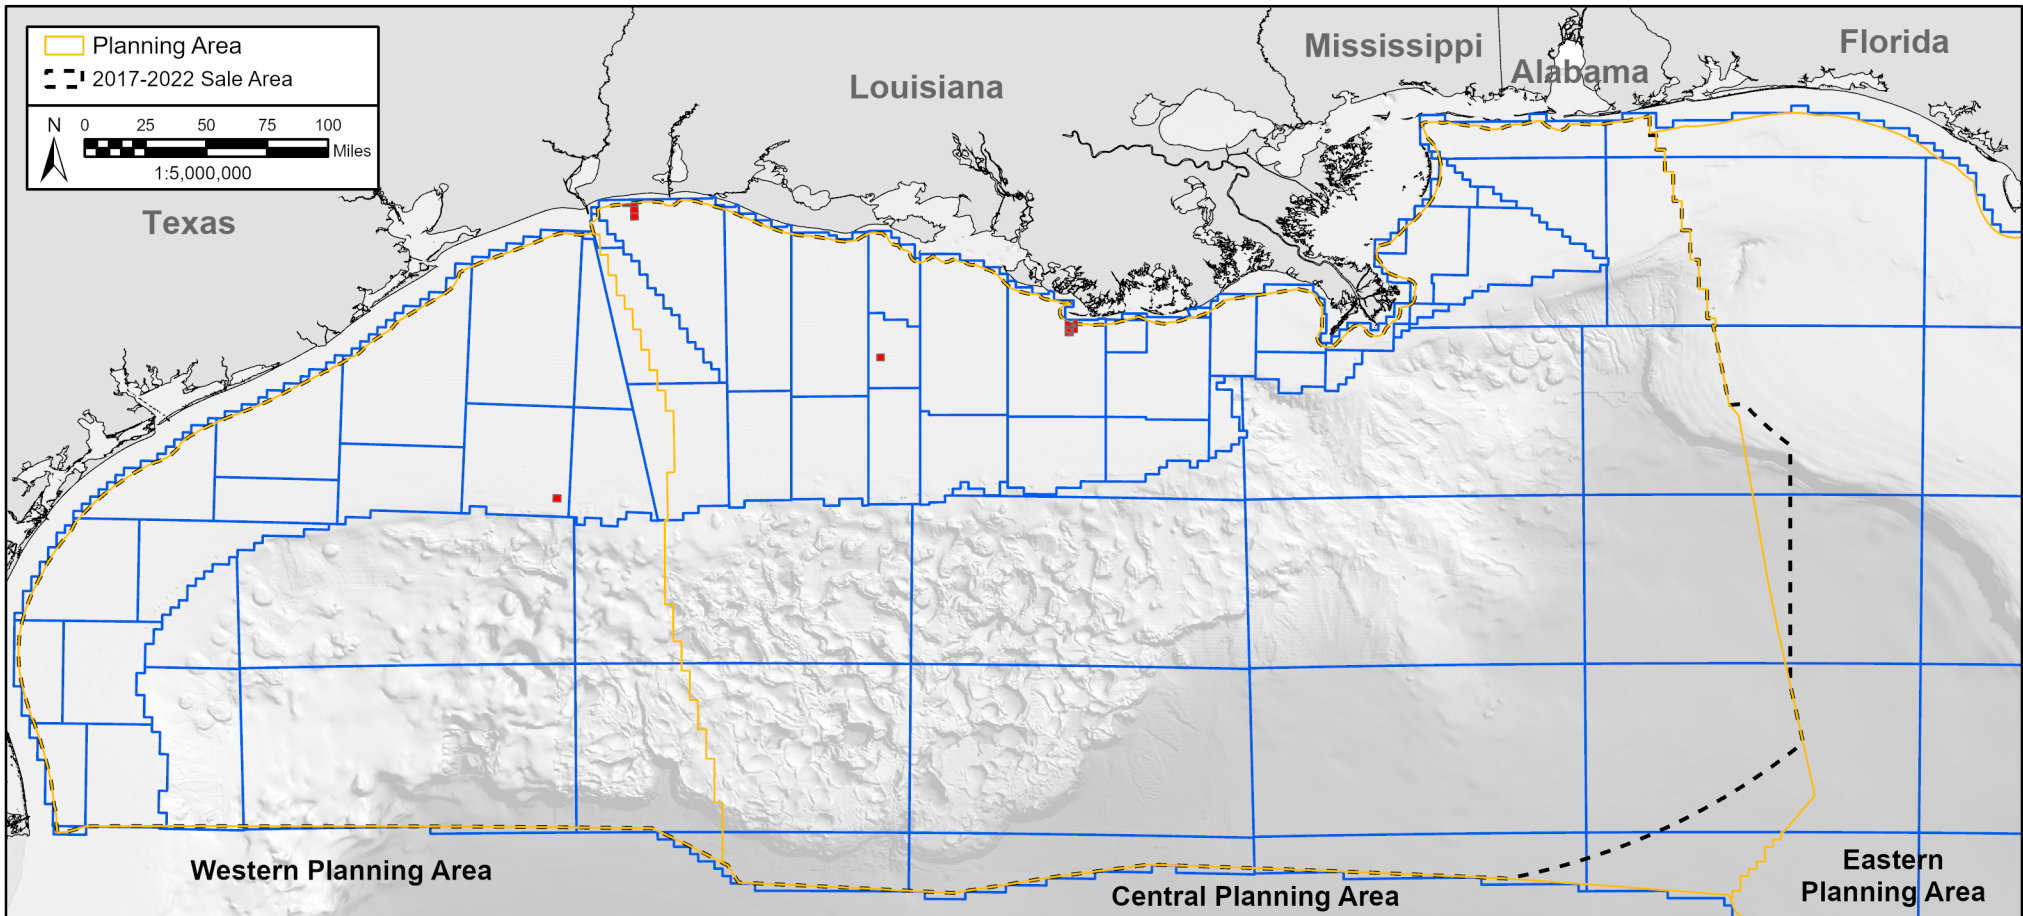 Planning Area
2017-2022 Sale Area
N 0 25 50 75 100
Miles
1:5,000,000
Texas
Louisiana
Mississippi
Alabama
Florida
Western Planning Area
Central Planning Area
Eastern
Planning Area